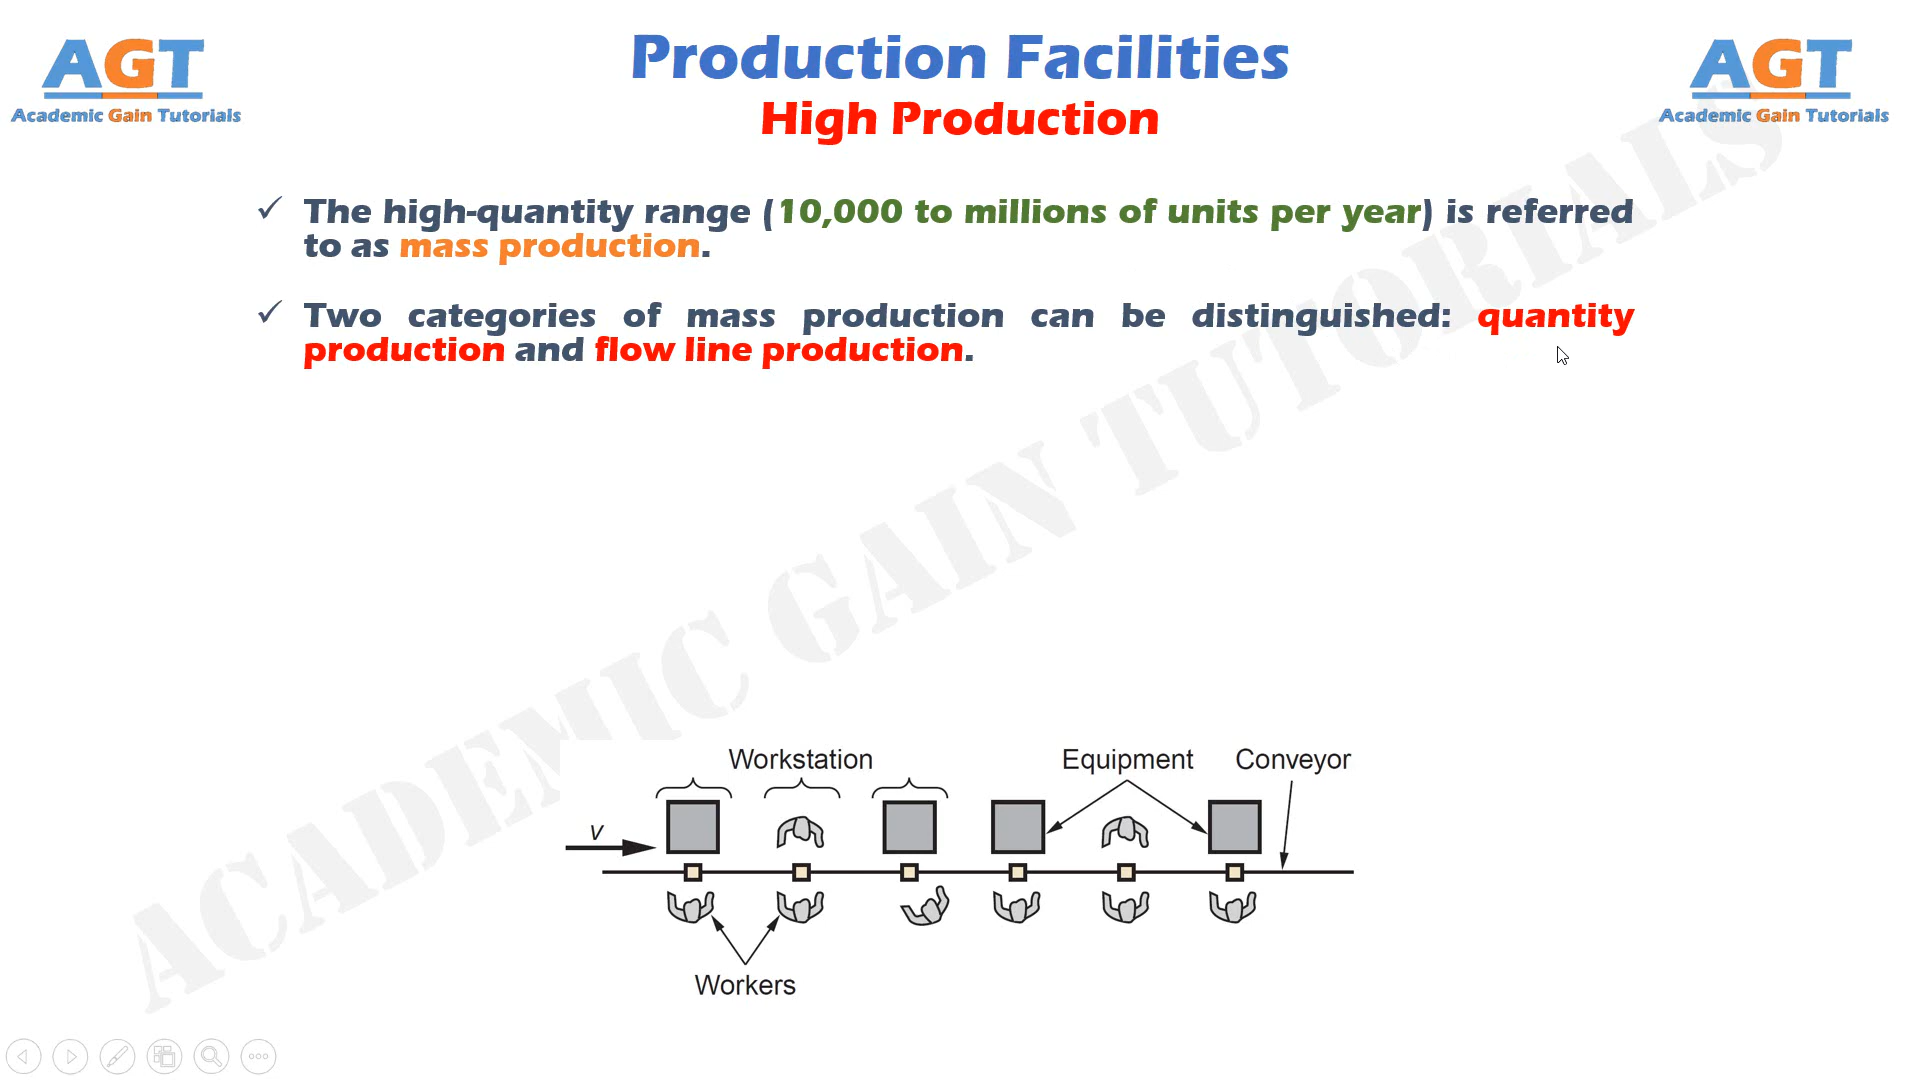 AGT
Academic Gain Tutorials
Production Facilities
High Production
AGT
Academic Gain Tutorials
✓ The high-quantity range (10,000 to millions of units per year) is referred
to as mass production.
✓ Two categories of mass production can be distinguished: quantity
production and flow line production.
ACADEMIC GAIN TUTORIALS
Workstation
Equipment
Conveyor
v
Workers